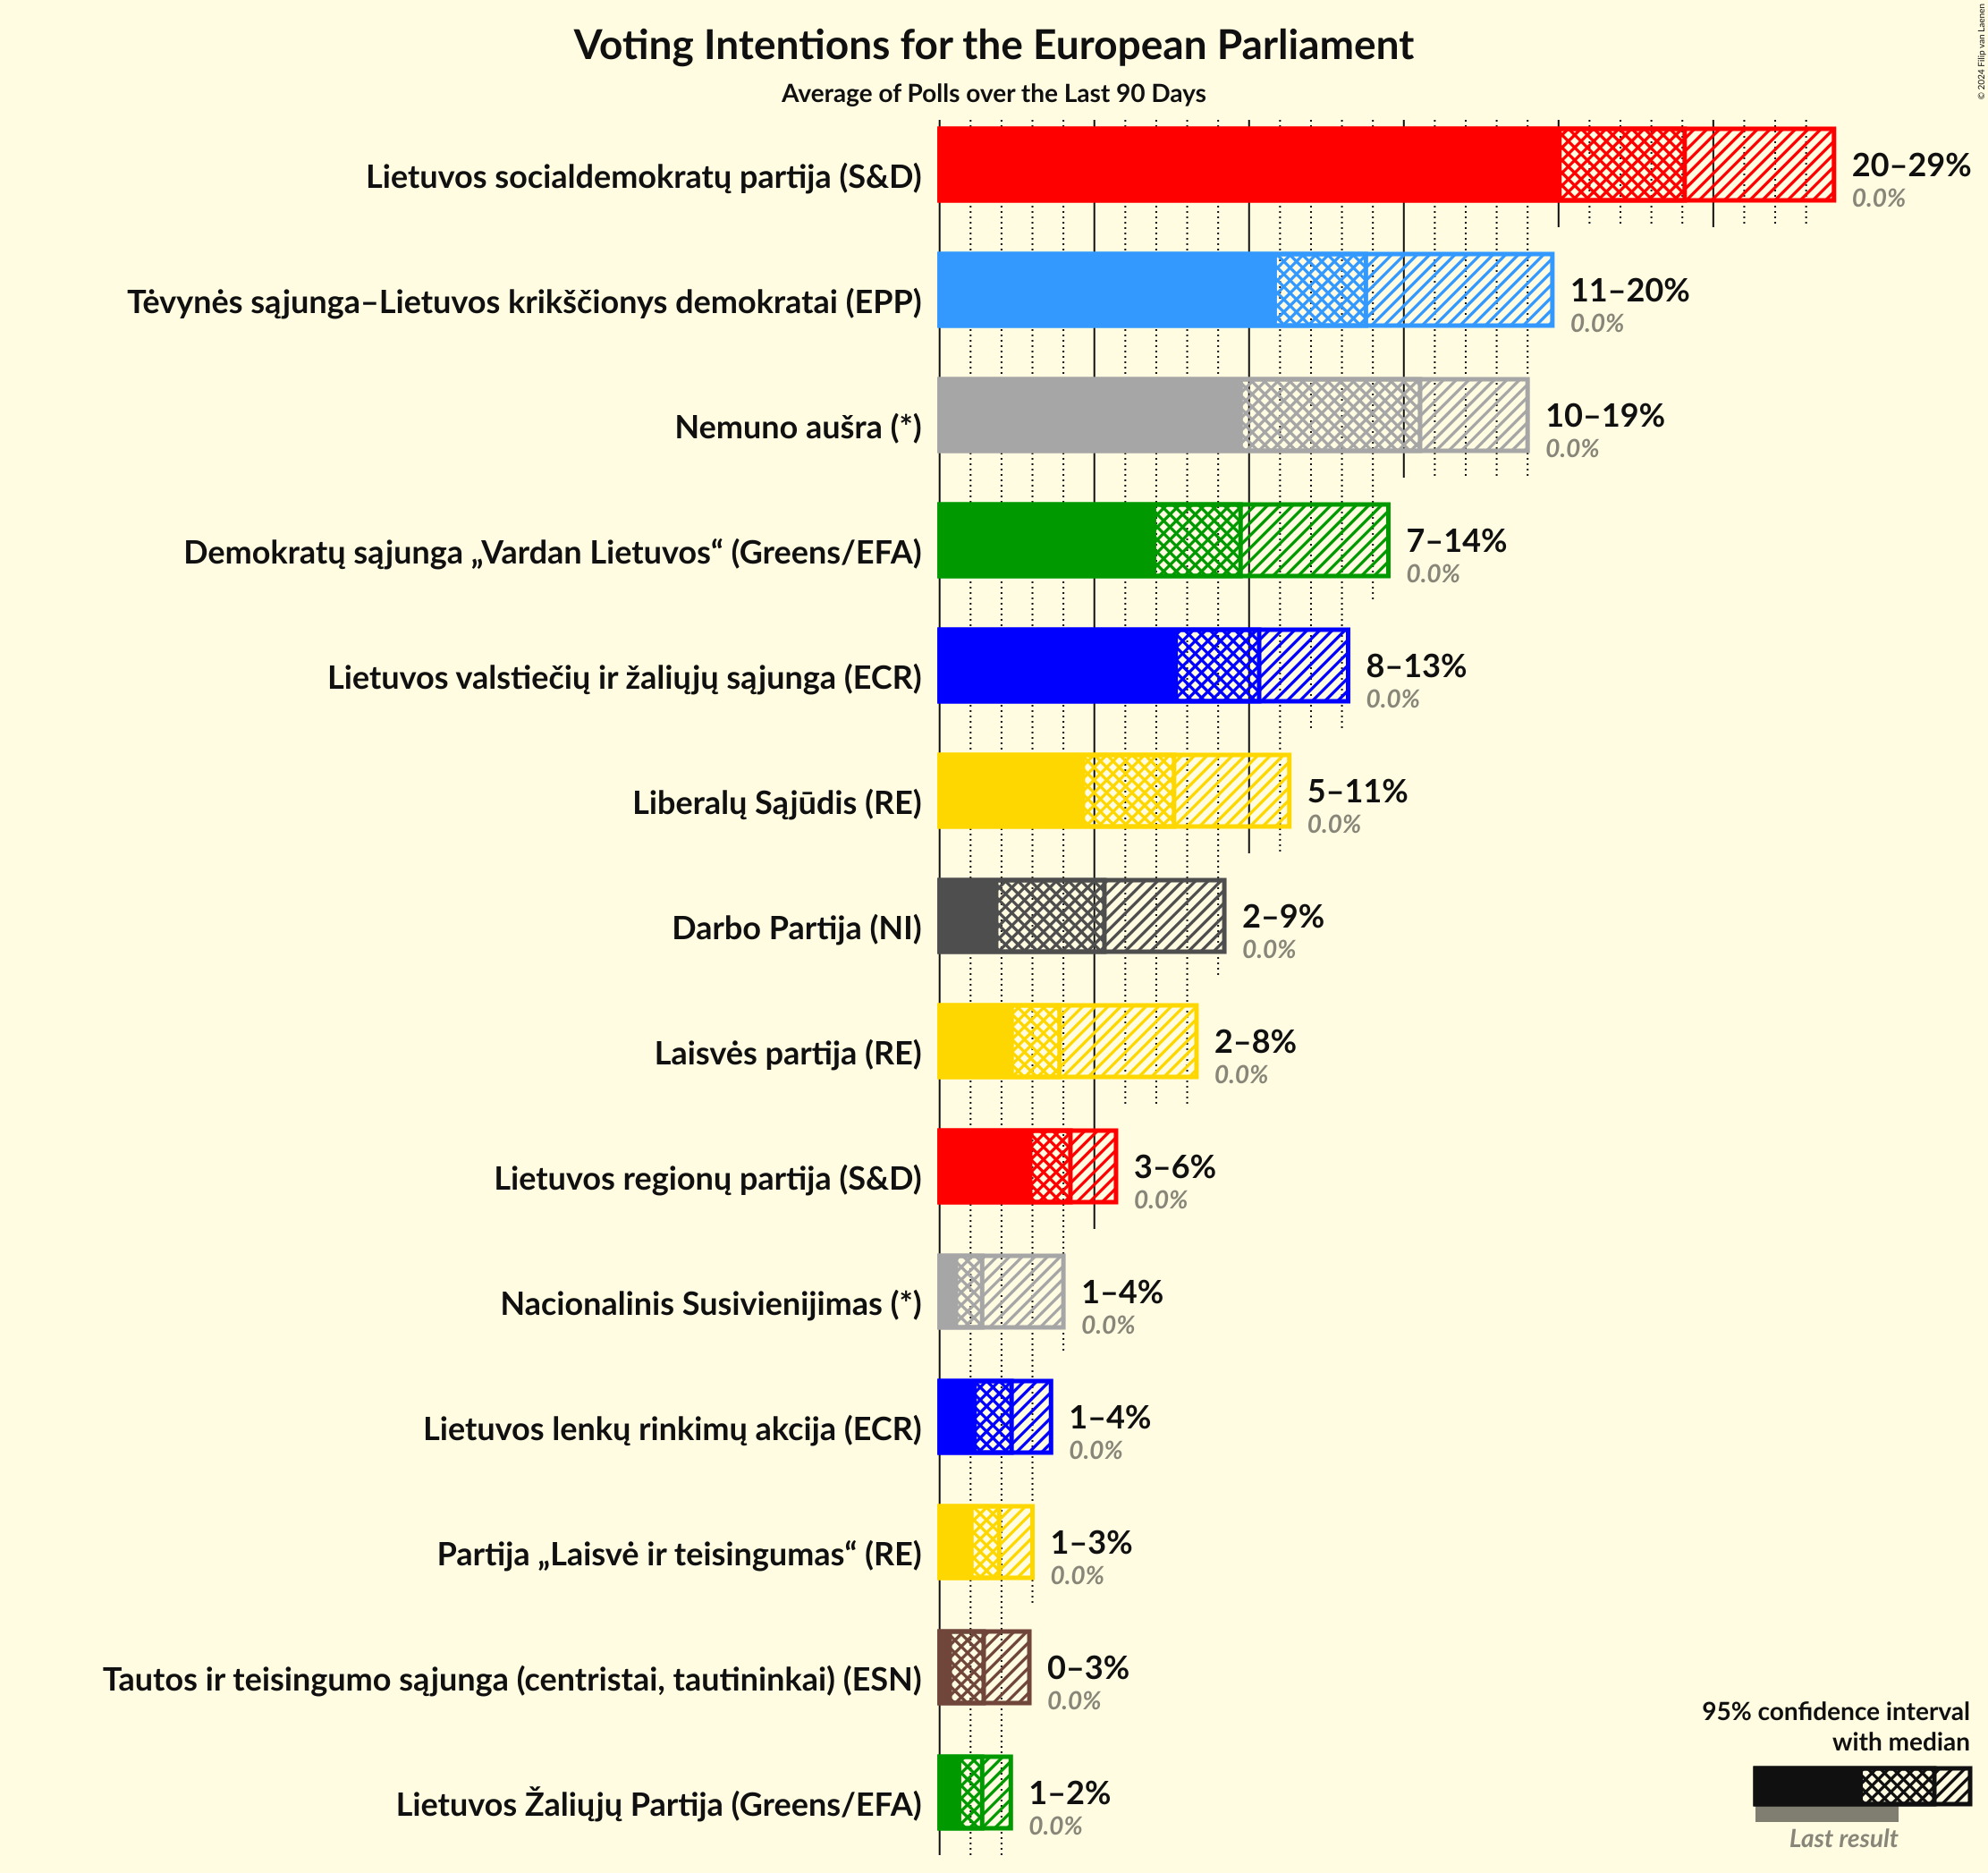 Voting Intentions for the European Parliament
Average of Polls over the Last 90 Days
© 2024 Filip van Laenen
Lietuvos socialdemokratų partija (S&D)
20–29%
0.0%
Tėvynės sąjunga–Lietuvos krikščionys demokratai (EPP)
11–20%
0.0%
Nemuno aušra (*)
10–19%
0.0%
Demokratų sąjunga „Vardan Lietuvos“ (Greens/EFA)
7–14%
0.0%
Lietuvos valstiečių ir žaliųjų sąjunga (ECR)
8–13%
0.0%
Liberalų Sąjūdis (RE)
5–11%
0.0%
Darbo Partija (NI)
2–9%
0.0%
Laisvės partija (RE)
2–8%
0.0%
Lietuvos regionų partija (S&D)
3–6%
0.0%
Nacionalinis Susivienijimas (*)
1–4%
0.0%
Lietuvos lenkų rinkimų akcija (ECR)
1–4%
0.0%
Partija „Laisvė ir teisingumas“ (RE)
1–3%
0.0%
Tautos ir teisingumo sąjunga (centristai, tautininkai) (ESN)
0–3%
0.0%
Lietuvos Žaliųjų Partija (Greens/EFA)
1–2%
0.0%
95% confidence interval
with median
Last result